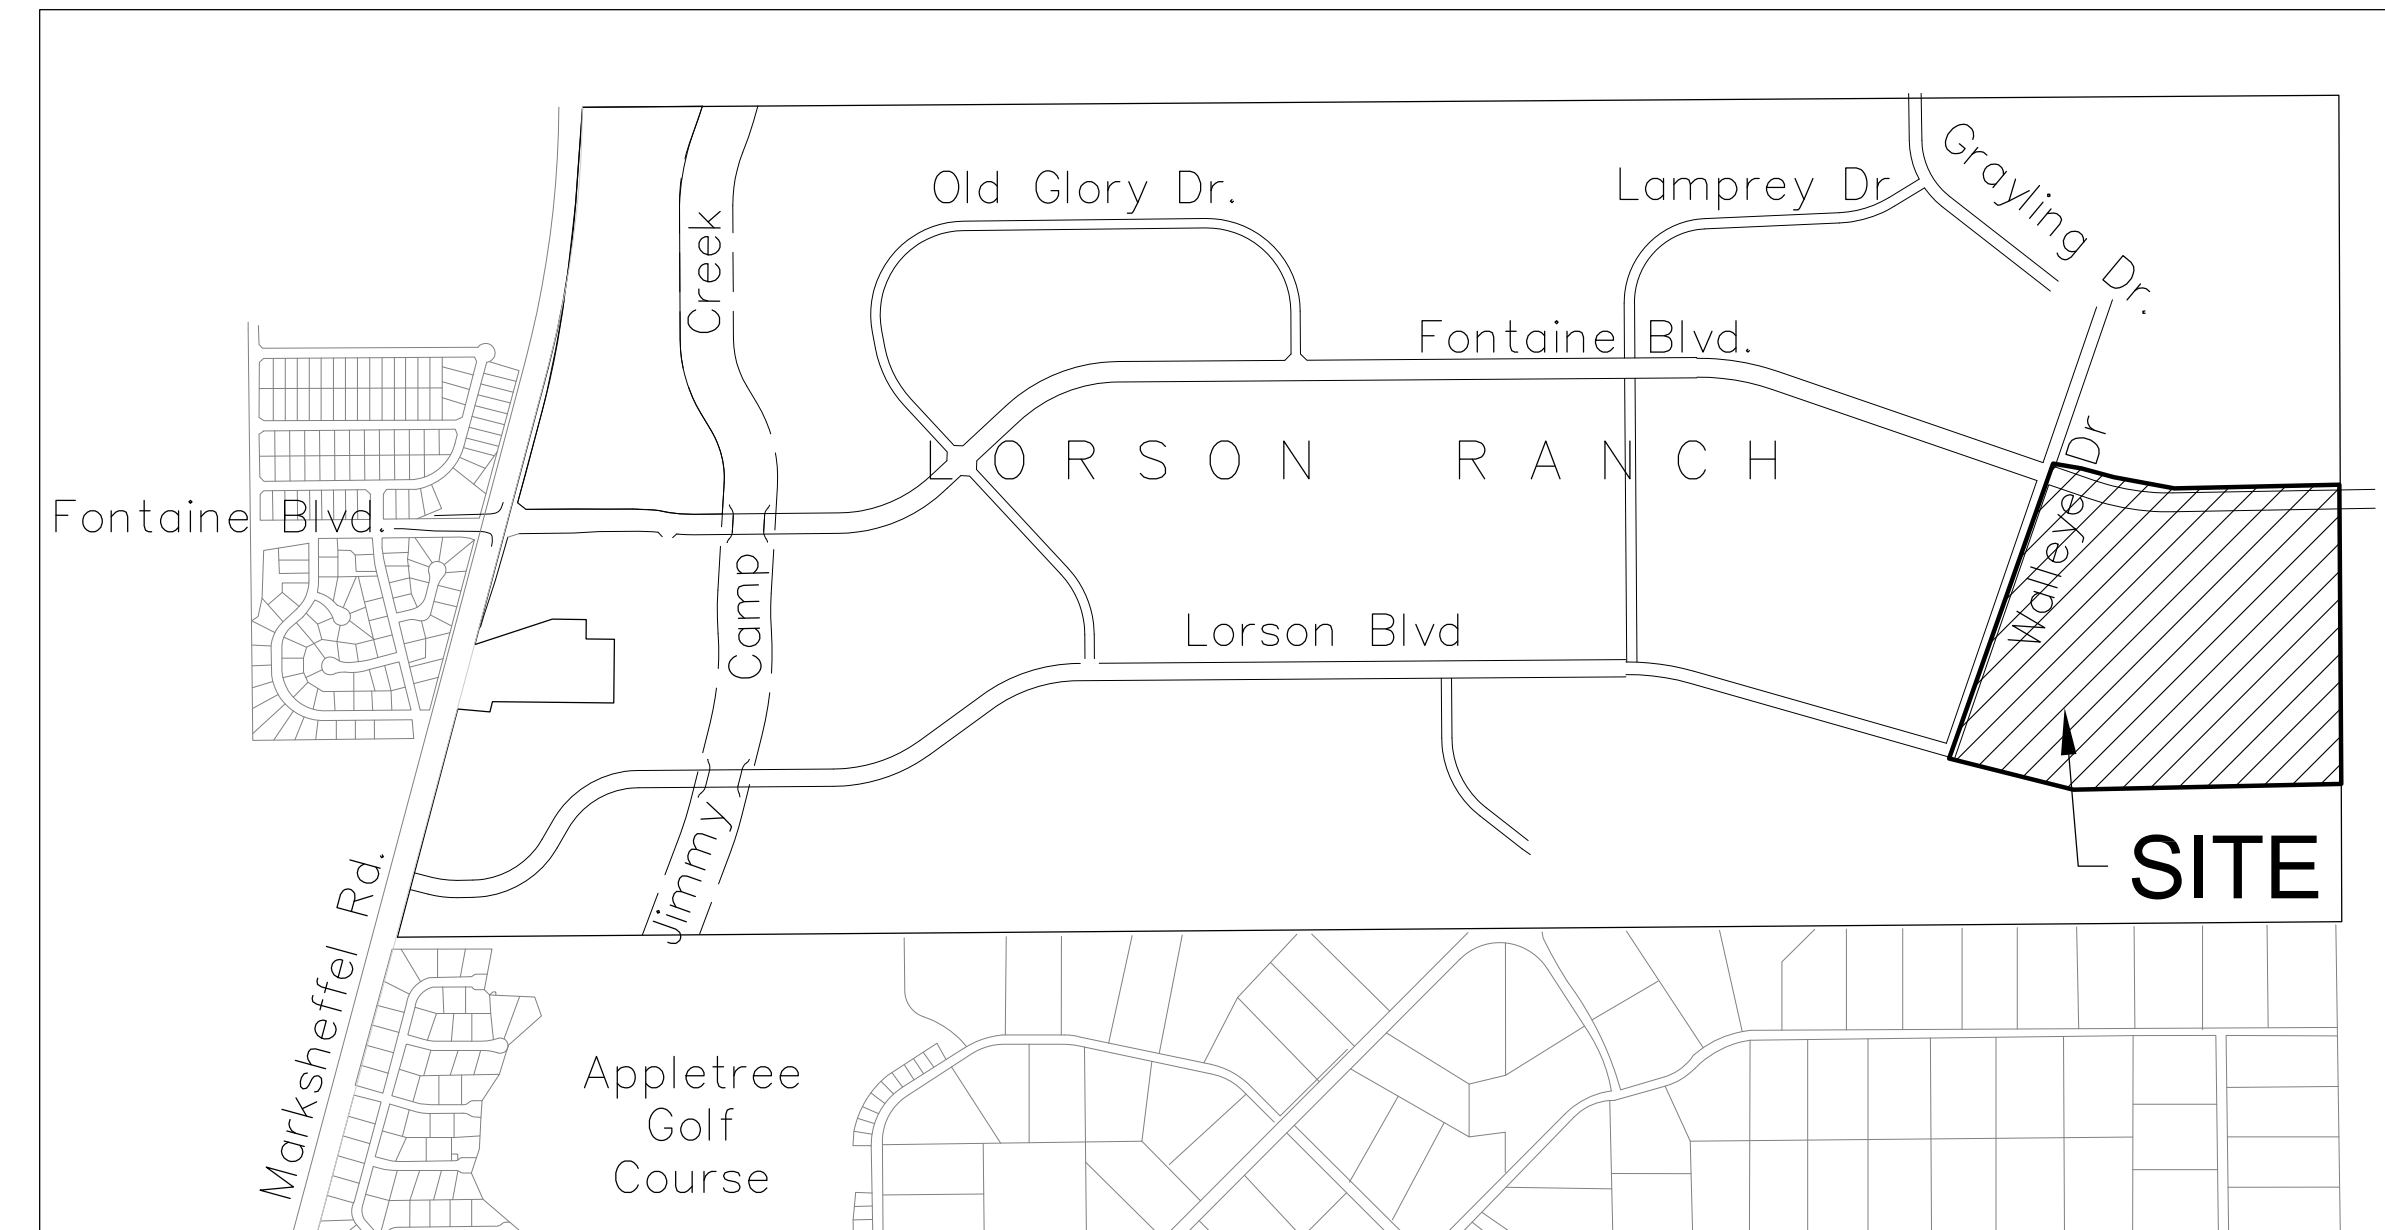 Grayling Dr.
Old Glory Dr.
Lamprey Dr
Fontaine Blvd.
LORSON RANCH
Fontaine Blvd.
Walleye Dr
Lorson Blvd
Jimmy Camp Creek
SITE
Marksheffel Rd.
Appletree
Golf
Course